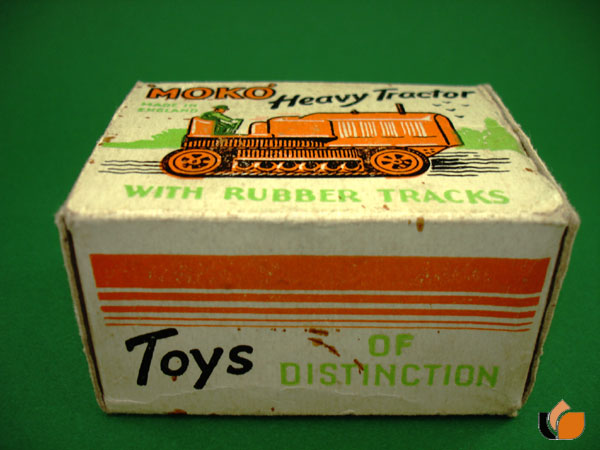 "MOKO" Heavy Tractor
MADE IN
ENGLAND
WITH RUBBER TRACKS
Toys OF
DISTINCTION